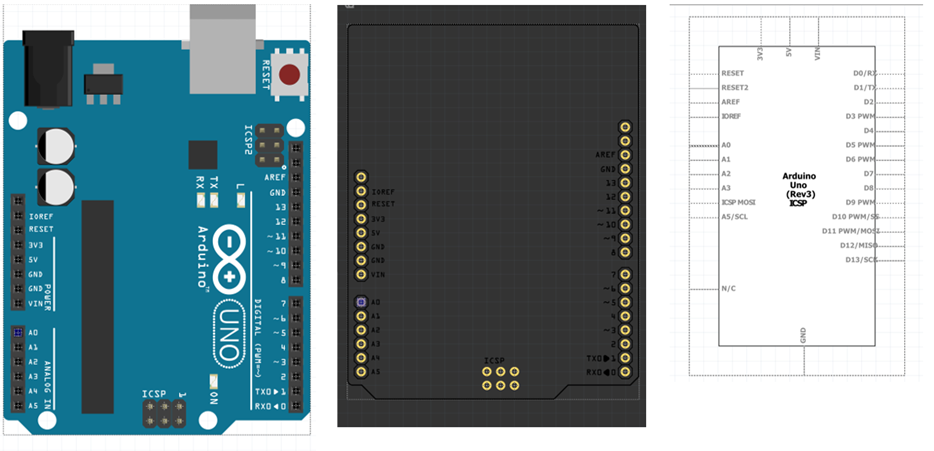 RESET
ICSP2
L
TX
RX
AREF
GND
13
12
~11
~10
~9
8
IOREF
RESET
3V3
5V
GND
GND
VIN
POWER
Arduino™
UNO
DIGITAL (PWM=~)
7
~6
~5
4
~3
2
TX0▶1
RX0◀0
A0
A1
A2
A3
A4
A5
ANALOG IN
ON
ICSP
1
AREF
GND
13
12
~11
~10
~9
8
IOREF
RESET
3V3
5V
GND
GND
VIN
7
~6
~5
4
~3
2
TX0▶1
RX0◀0
A0
A1
A2
A3
A4
A5
ICSP
3V3
5V
VIN
RESET
RESET2
AREF
IOREF
A0
A1
A2
A3
ICSP MOSI
A5/SCL
N/C
Arduino
Uno
(Rev3)
ICSP
D0/RX
D1/TX
D2
D3 PWM
D4
D5 PWM
D6 PWM
D7
D8
D9 PWM
D10 PWM/SS
D11 PWM/MOSI
D12/MISO
D13/SCK
GND